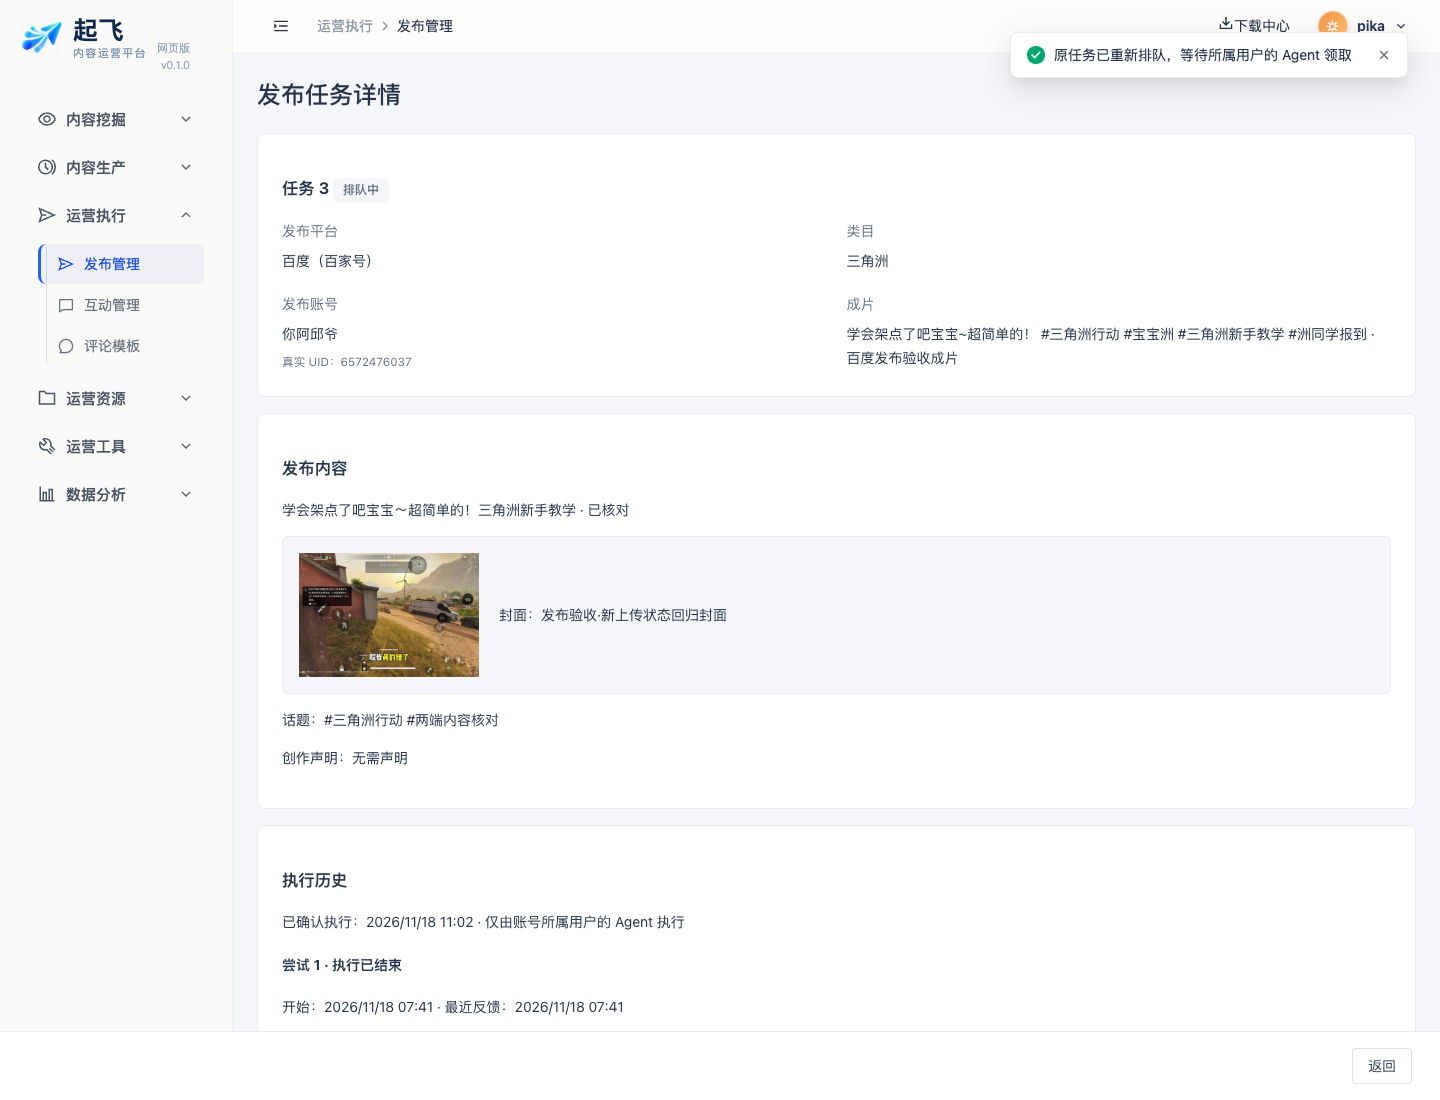 起飞
内容运营平台
网页版
v0.1.0
内容挖掘
内容生产
运营执行
发布管理
互动管理
评论模板
运营资源
运营工具
数据分析
运营执行 > 发布管理
下载中心
pika
原任务已重新排队，等待所属用户的 Agent 领取
发布任务详情
任务 3 排队中
发布平台
百度（百家号）
类目
三角洲
发布账号
你阿邱爷
真实 UID：6572476037
成片
学会架点了吧宝宝~超简单的！ #三角洲行动 #宝宝洲 #三角洲新手教学 #洲同学报到 ·
百度发布验收成片
发布内容
学会架点了吧宝宝～超简单的！三角洲新手教学 · 已核对
封面：发布验收·新上传状态回归封面
话题：#三角洲行动 #两端内容核对
创作声明：无需声明
执行历史
已确认执行：2026/11/18 11:02 · 仅由账号所属用户的 Agent 执行
尝试 1 · 执行已结束
开始：2026/11/18 07:41 · 最近反馈：2026/11/18 07:41
返回